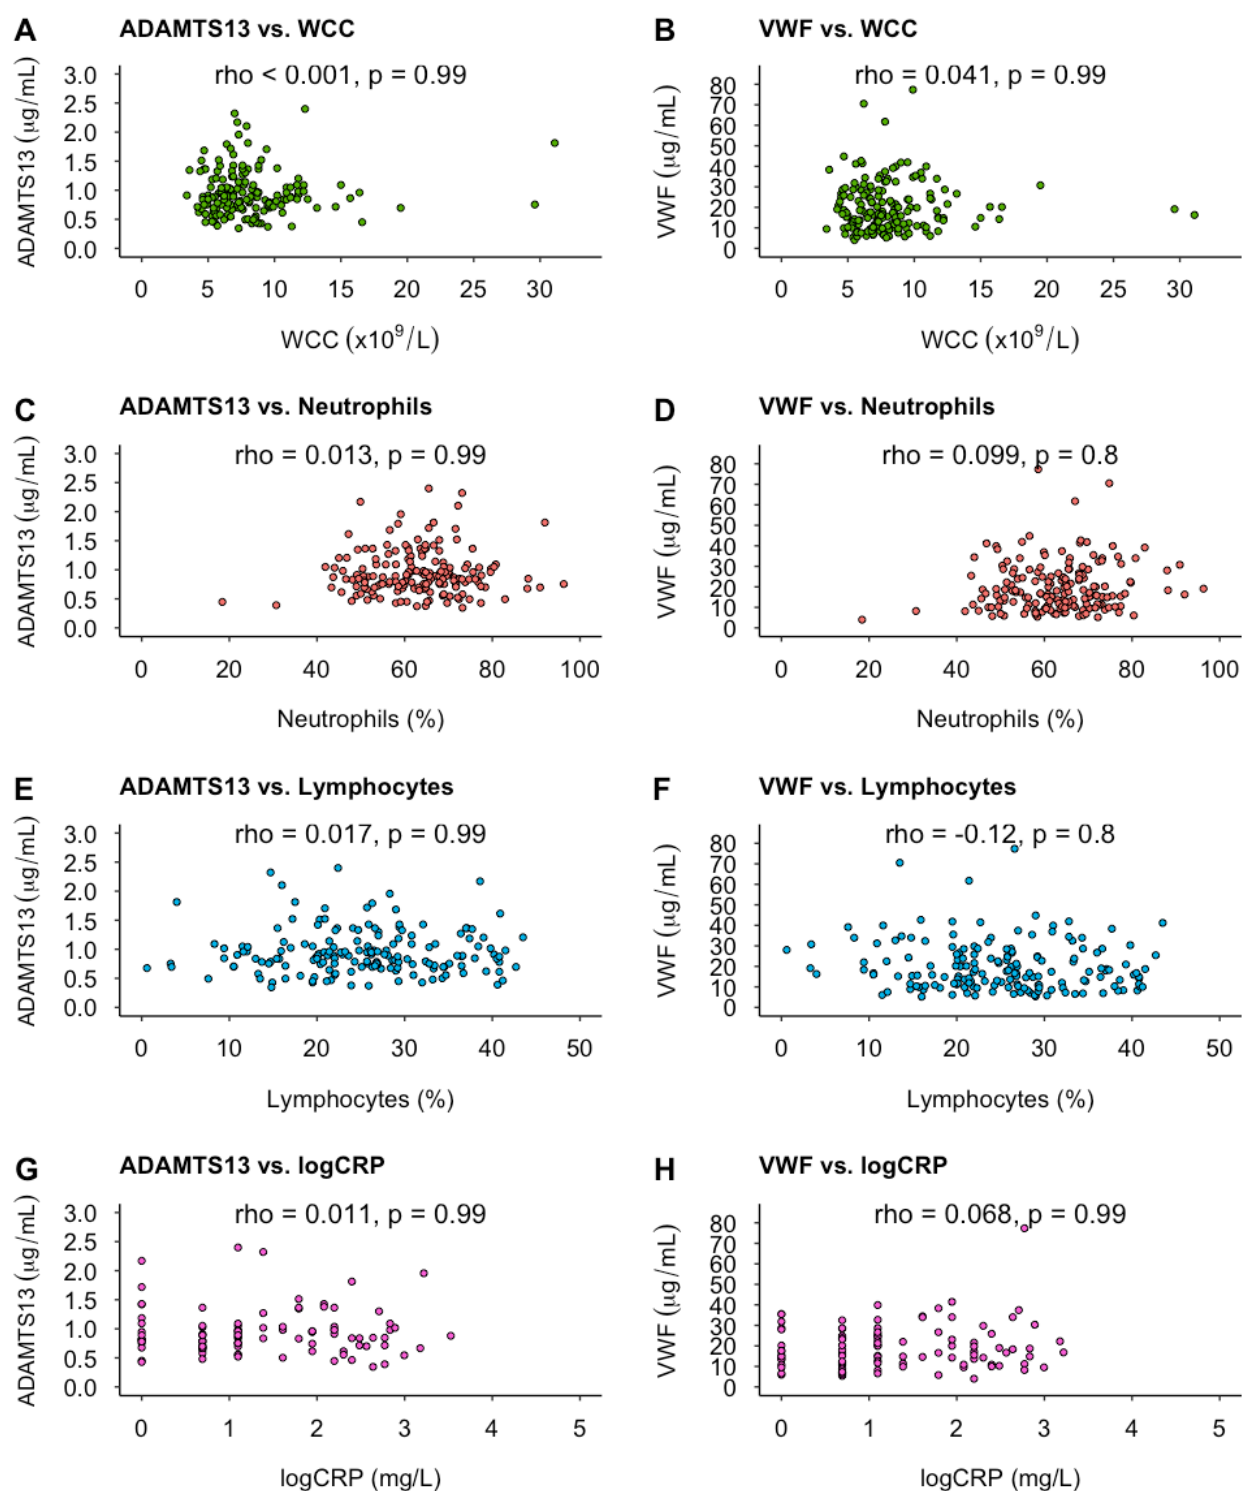 A ADAMTS13 vs. WCC
rho < 0.001, p = 0.99
ADAMTS13 (μg/mL)
3.0
2.5
2.0
1.5
1.0
0.5
0.0
0 5 10 15 20 25 30
WCC (x10⁹/L)
B VWF vs. WCC
rho = 0.041, p = 0.99
VWF (μg/mL)
80
70
60
50
40
30
20
10
0
0 5 10 15 20 25 30
WCC (x10⁹/L)
C ADAMTS13 vs. Neutrophils
rho = 0.013, p = 0.99
ADAMTS13 (μg/mL)
3.0
2.5
2.0
1.5
1.0
0.5
0.0
0 20 40 60 80 100
Neutrophils (%)
D VWF vs. Neutrophils
rho = 0.099, p = 0.8
VWF (μg/mL)
80
70
60
50
40
30
20
10
0
0 20 40 60 80 100
Neutrophils (%)
E ADAMTS13 vs. Lymphocytes
rho = 0.017, p = 0.99
ADAMTS13 (μg/mL)
3.0
2.5
2.0
1.5
1.0
0.5
0.0
0 10 20 30 40 50
Lymphocytes (%)
F VWF vs. Lymphocytes
rho = -0.12, p = 0.8
VWF (μg/mL)
80
70
60
50
40
30
20
10
0
0 10 20 30 40 50
Lymphocytes (%)
G ADAMTS13 vs. logCRP
rho = 0.011, p = 0.99
ADAMTS13 (μg/mL)
3.0
2.5
2.0
1.5
1.0
0.5
0.0
0 1 2 3 4 5
logCRP (mg/L)
H VWF vs. logCRP
rho = 0.068, p = 0.99
VWF (μg/mL)
80
70
60
50
40
30
20
10
0
0 1 2 3 4 5
logCRP (mg/L)